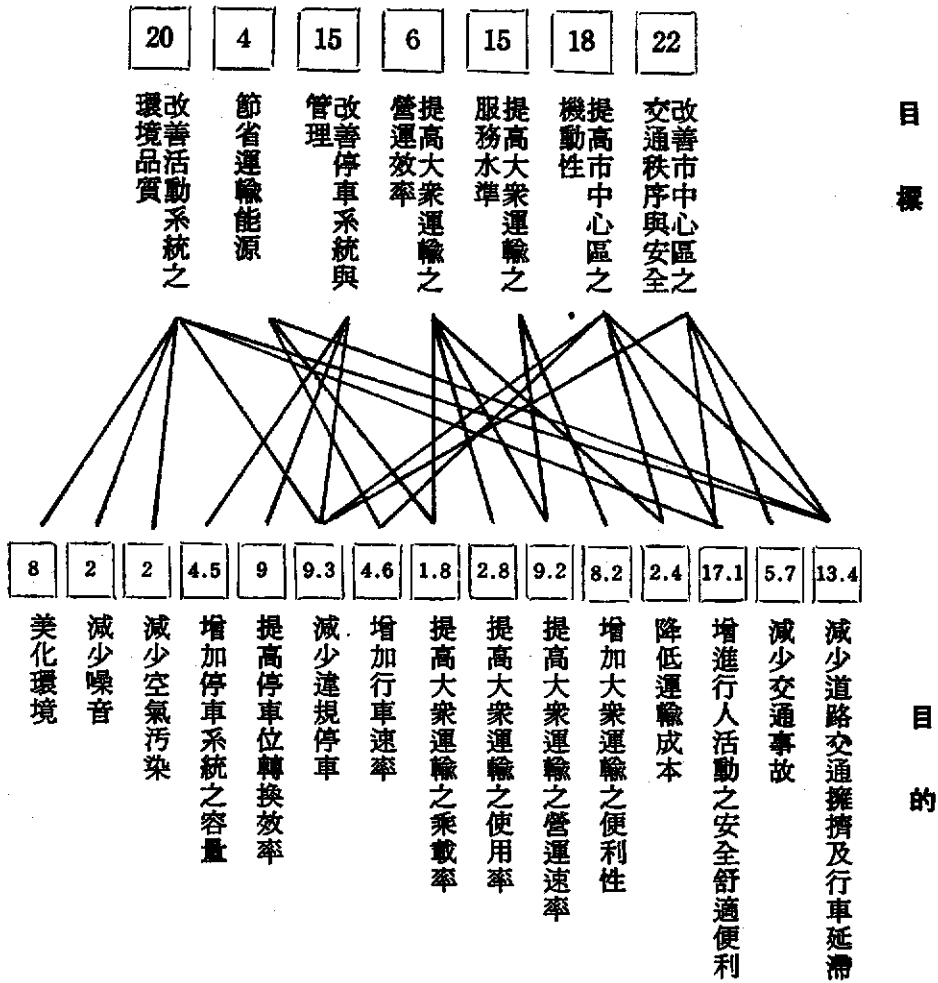 20
4
15
6
15
18
22
改善活動系統之
環境品質
節省運輸能源
改善停車系統與
管理
提高大衆運輸之
營運效率
提高大衆運輸之
服務水準
提高市中心區之
機動性
改善市中心區之
交通秩序與安全
目標
8
2
2
4.5
9
9.3
4.6
1.8
2.8
9.2
8.2
2.4
17.1
5.7
13.4
美化環境
減少噪音
減少空氣汚染
增加停車系統之容量
提高停車位轉換效率
減少違規停車
增加行車速率
提高大衆運輸之乘載率
提高大衆運輸之使用率
提高大衆運輸之營運速率
增加大衆運輸之便利性
降低運輸成本
增進行人活動之安全舒適便利
減少交通事故
減少道路交通擁擠及行車延滯
目的